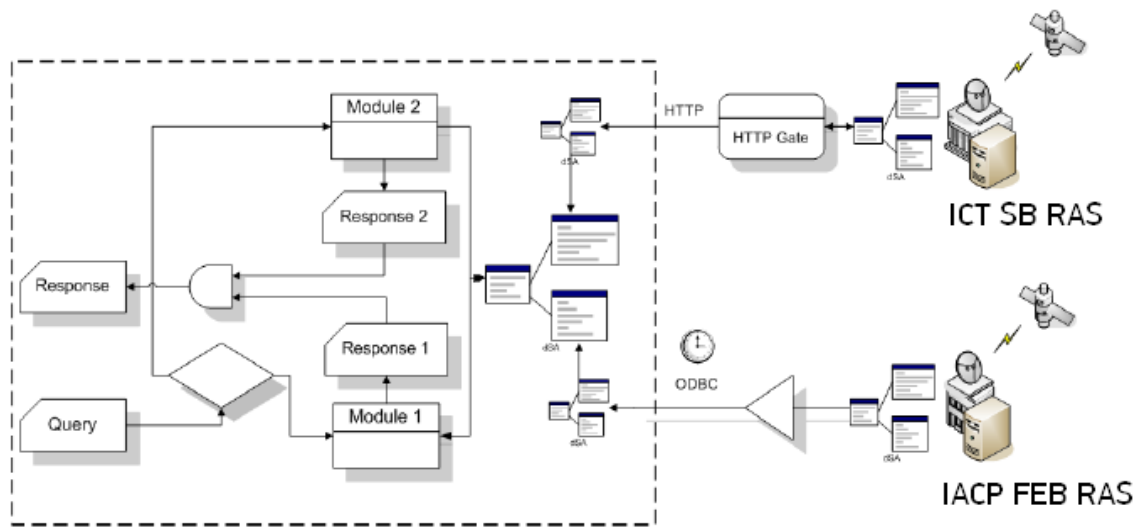 Module 2
HTTP
HTTP Gate
dSA
dSA
ICT SB RAS
Response 2
Response
Response 1
dSA
ODBC
Query
Module 1
dSA
dSA
IACP FEB RAS